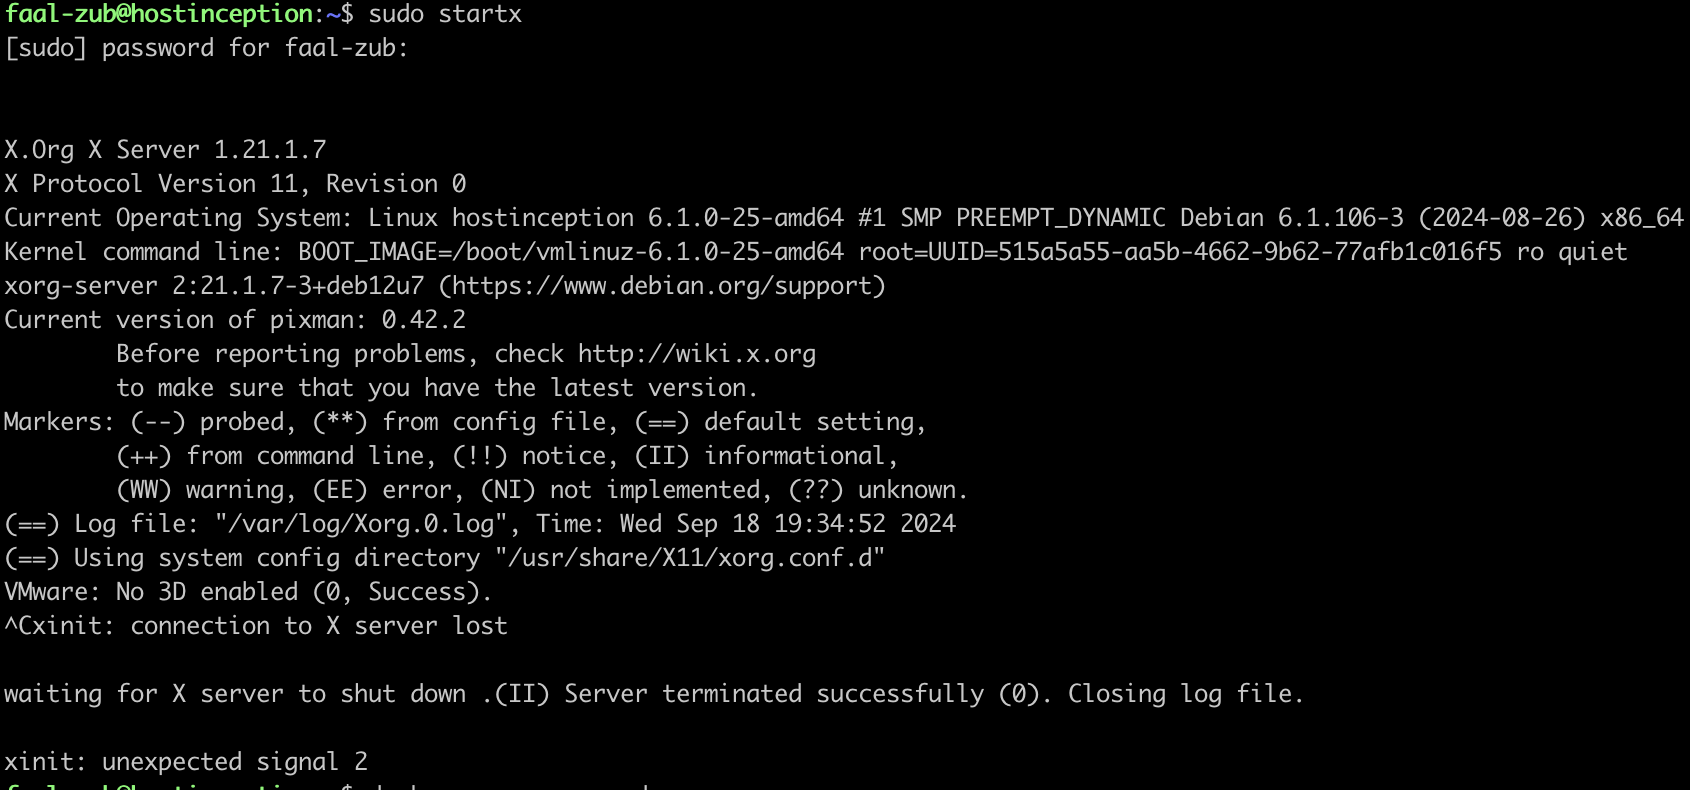 faal-zub@hostinception:~$ sudo startx
[sudo] password for faal-zub:
X.Org X Server 1.21.1.7
X Protocol Version 11, Revision 0
Current Operating System: Linux hostinception 6.1.0-25-amd64 #1 SMP PREEMPT_DYNAMIC Debian 6.1.106-3 (2024-08-26) x86_64
Kernel command line: BOOT_IMAGE=/boot/vmlinuz-6.1.0-25-amd64 root=UUID=515a5a55-aa5b-4662-9b62-77afb1c016f5 ro quiet
xorg-server 2:21.1.7-3+deb12u7 (https://www.debian.org/support)
Current version of pixman: 0.42.2
Before reporting problems, check http://wiki.x.org
to make sure that you have the latest version.
Markers: (--) probed, (**) from config file, (==) default setting,
(++) from command line, (!!) notice, (II) informational,
(WW) warning, (EE) error, (NI) not implemented, (??) unknown.
(==) Log file: "/var/log/Xorg.0.log", Time: Wed Sep 18 19:34:52 2024
(==) Using system config directory "/usr/share/X11/xorg.conf.d"
VMware: No 3D enabled (0, Success).
^Cxinit: connection to X server lost
waiting for X server to shut down .(II) Server terminated successfully (0). Closing log file.
xinit: unexpected signal 2